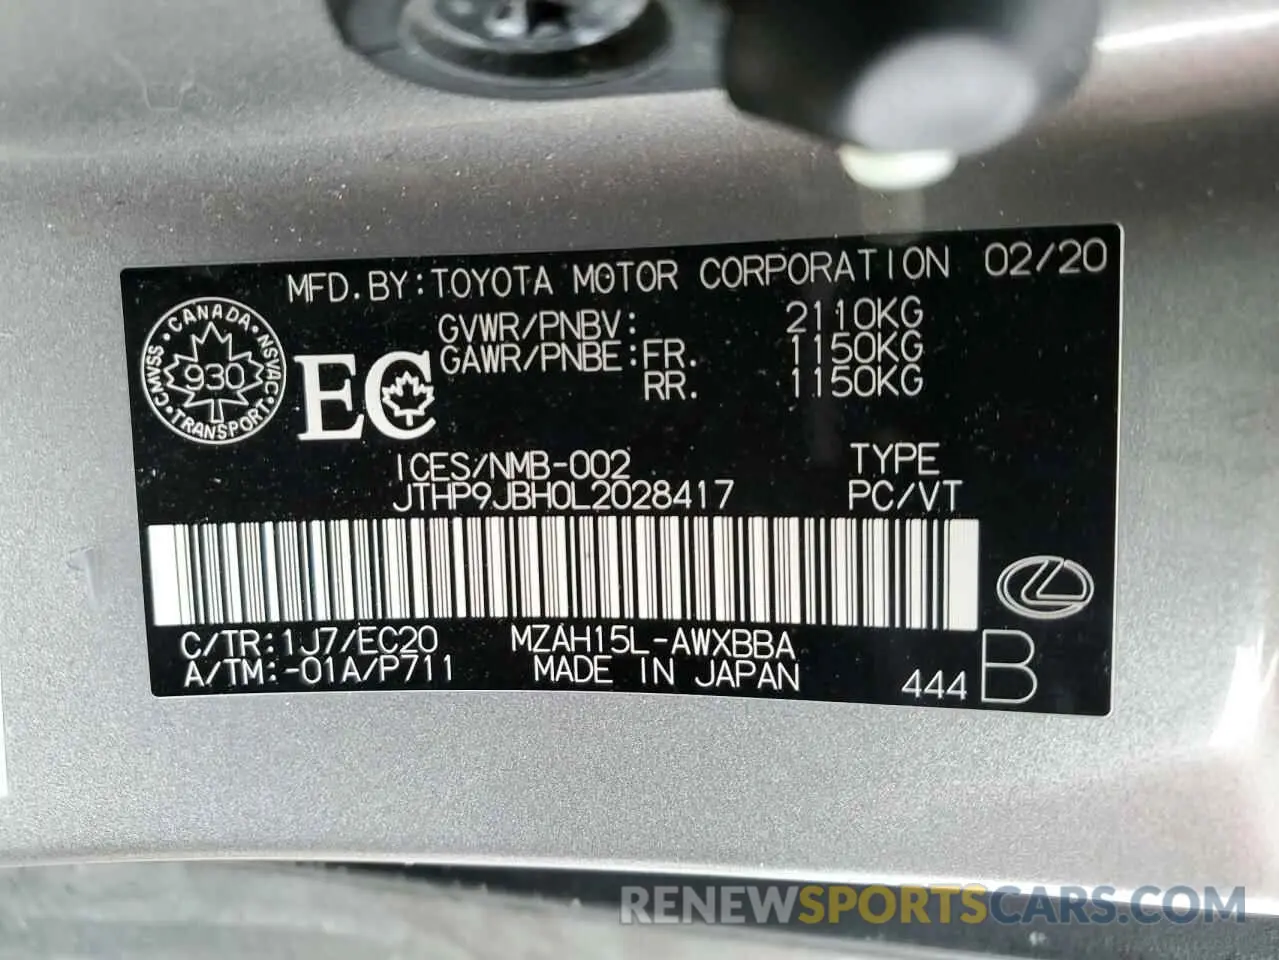 MFD.BY:TOYOTA MOTOR CORPORATION 02/20
GVWR/PNBV: 2110KG
GAWR/PNBE:FR. 1150KG
RR. 1150KG
CANADA
CMVSS 930 NSVAC
TRANSPORT
EC
ICES/NMB-002 TYPE
JTHP9JBH0L2028417 PC/VT
C/TR:1J7/EC20 MZAH15L-AWXBBA
A/TM:-01A/P711 MADE IN JAPAN
444 B
RENEWSPORTSCARS.COM